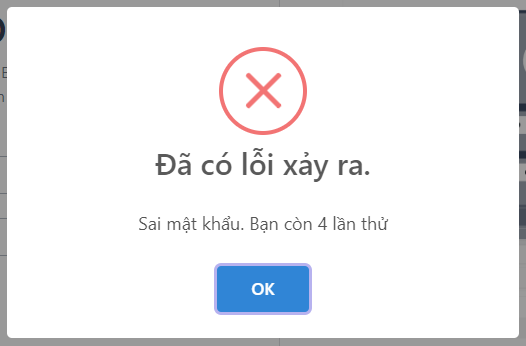 Đã có lỗi xảy ra.
Sai mật khẩu. Bạn còn 4 lần thử
OK